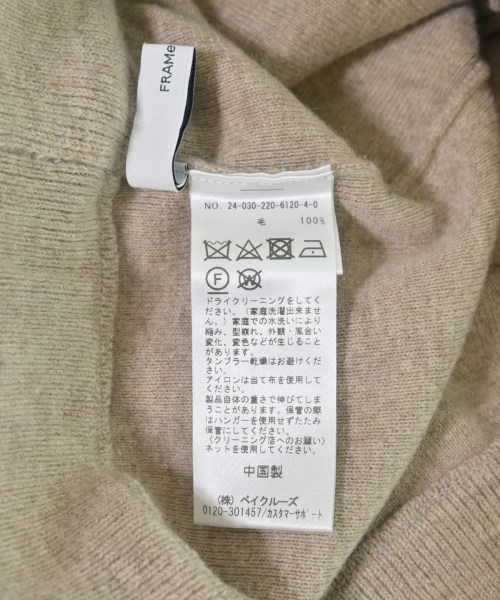 FRAMe
NO. 24-030-220-6120-4-0
毛 100%
F
W
ドライクリーニングをしてく
ださい。(家庭洗濯出来ませ
ん。)家庭での水洗いにより
縮み、型崩れ、外観・風合い
変化、変色などが生じること
があります。
タンブラー乾燥はお避けくだ
さい。
アイロンは当て布を使用して
ください。
製品自体の重さで伸びてしま
うことがあります。保管の際
はハンガーを使用せずたたみ
保管にしてください。
〈クリーニング店へのお願い〉
ネットを使用してください。
中国製
(株) ベイクルーズ
0120-301457/カスタマーサポート